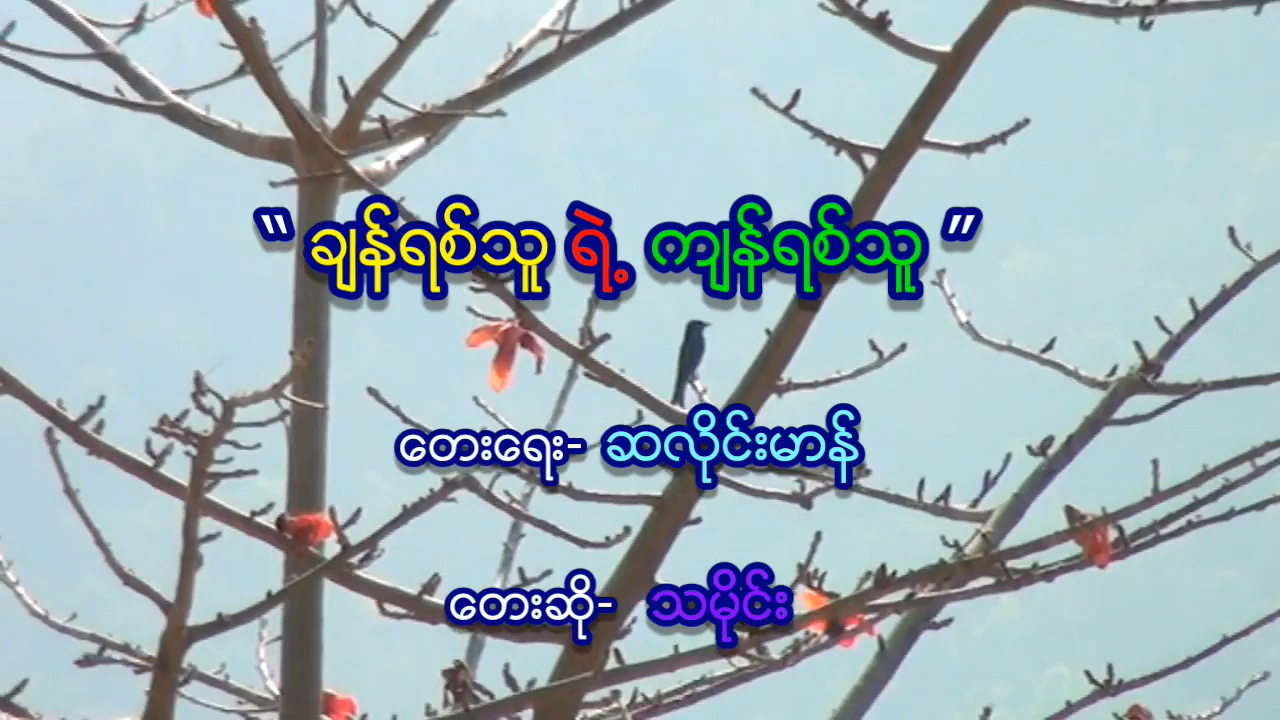 “ ချန်ရစ်သူ ရဲ့ ကျန်ရစ်သူ ”
တေးရေး- ဆလိုင်းမာန်
တေးဆို- သမိုင်း